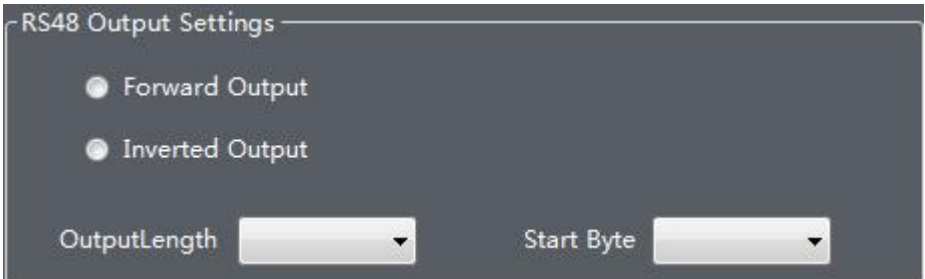 RS48 Output Settings
Forward Output
Inverted Output
OutputLength Start Byte